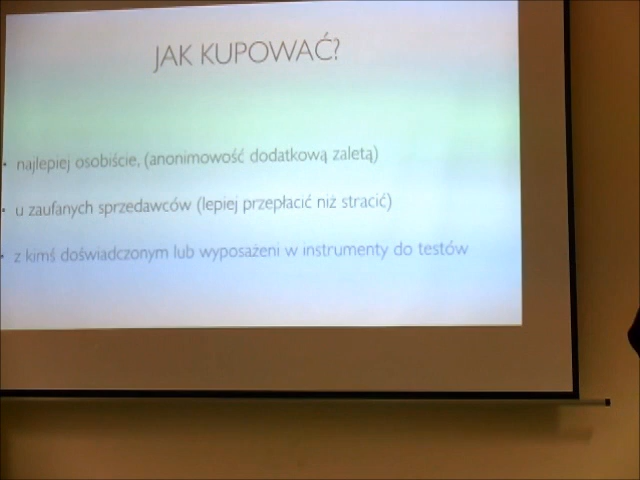 JAK KUPOWAĆ?
• najlepiej osobiście, (anonimowość dodatkową zaletą)
• u zaufanych sprzedawców (lepiej przepłacić niż stracić)
• z kimś doświadczonym lub wyposażeni w instrumenty do testów